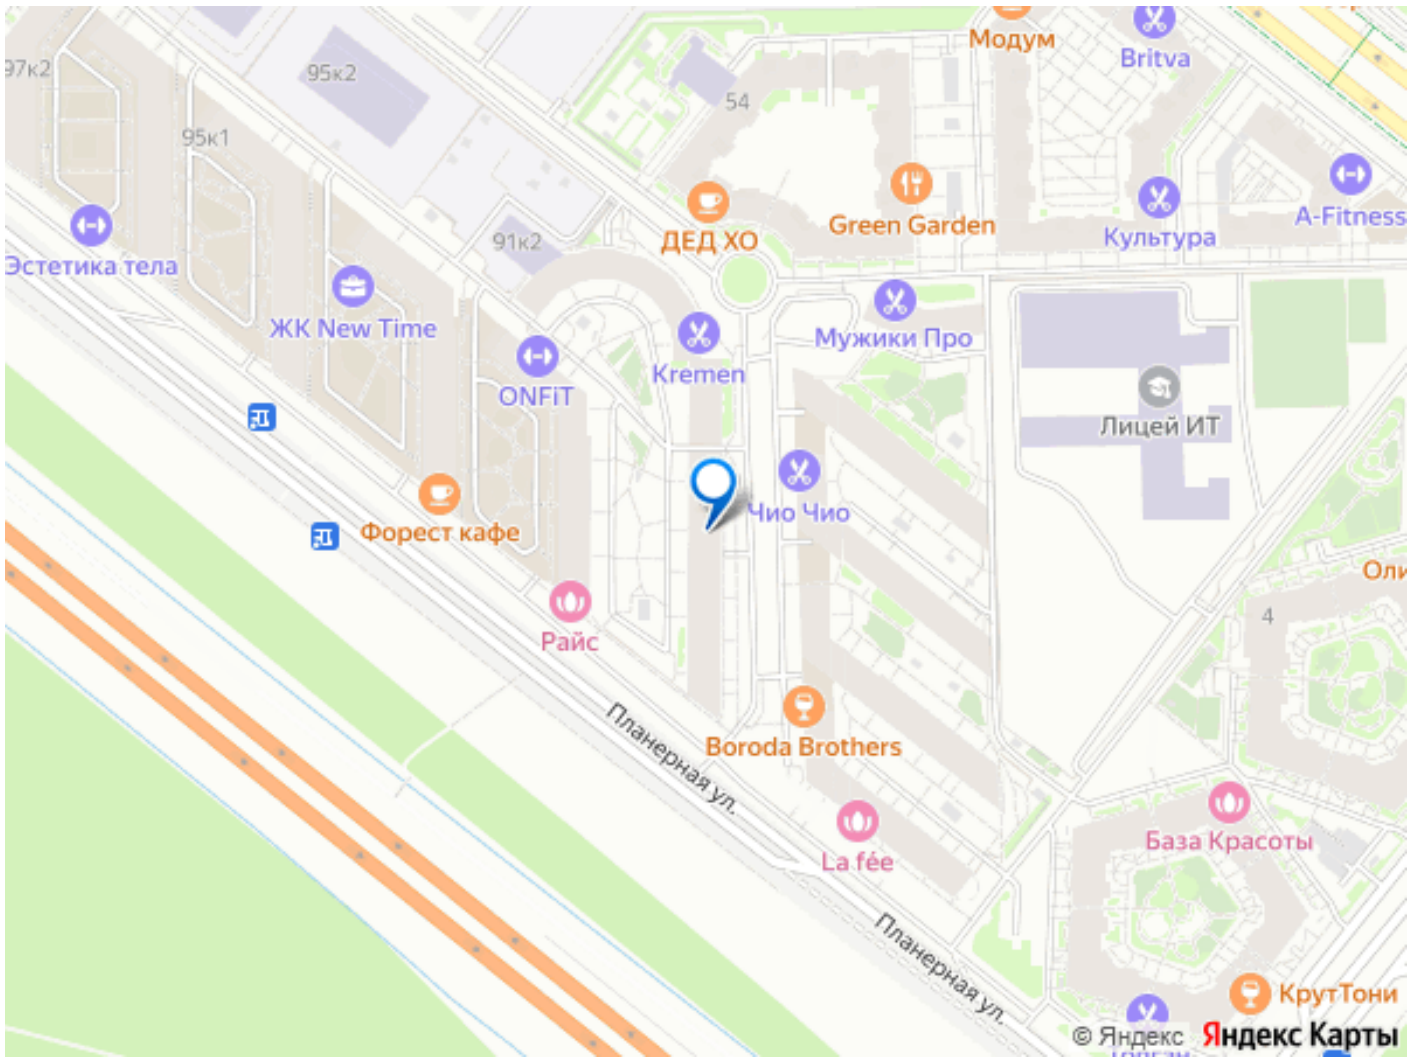 Модум
Britva
97к2
95к2
54
95к1
A-Fitness
Green Garden
Культура
ДЕД ХО
91к2
Эстетика тела
ЖК New Time
Мужики Про
Kremen
ONFiT
Лицей ИТ
Чио Чио
Форест кафе
Оли
4
Райс
Планерная ул.
Boroda Brothers
База Красоты
La fée
Планерная ул.
КрутТони
© Яндекс Яндекс Карты